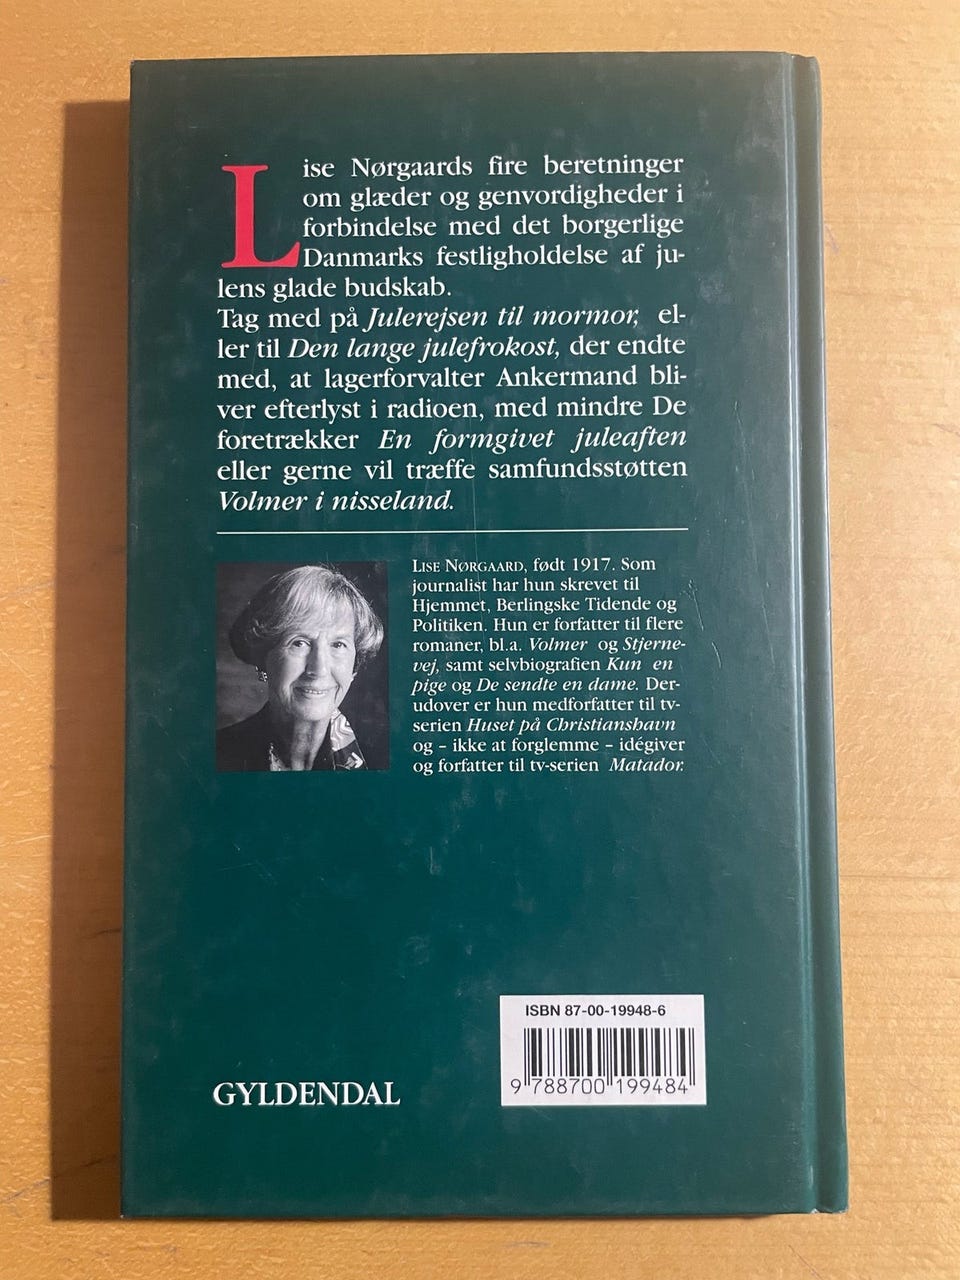 Lise Nørgaards fire beretninger
om glæder og genvordigheder i
forbindelse med det borgerlige
Danmarks festligholdelse af ju-
lens glade budskab.
Tag med på Julerejsen til mormor, el-
ler til Den lange julefrokost, der endte
med, at lagerforvalter Ankermand bli-
ver efterlyst i radioen, med mindre De
foretrækker En formgivet juleaften
eller gerne vil træffe samfundsstøtten
Volmer i nisseland.
LISE NØRGAARD, født 1917. Som
journalist har hun skrevet til
Hjemmet, Berlingske Tidende og
Politiken. Hun er forfatter til flere
romaner, bl.a. Volmer og Stjerne-
vej, samt selvbiografien Kun en
pige og De sendte en dame. Der-
udover er hun medforfatter til tv-
serien Huset på Christianshavn
og – ikke at forglemme – idégiver
og forfatter til tv-serien Matador.
ISBN 87-00-19948-6
9 788700 199484
GYLDENDAL